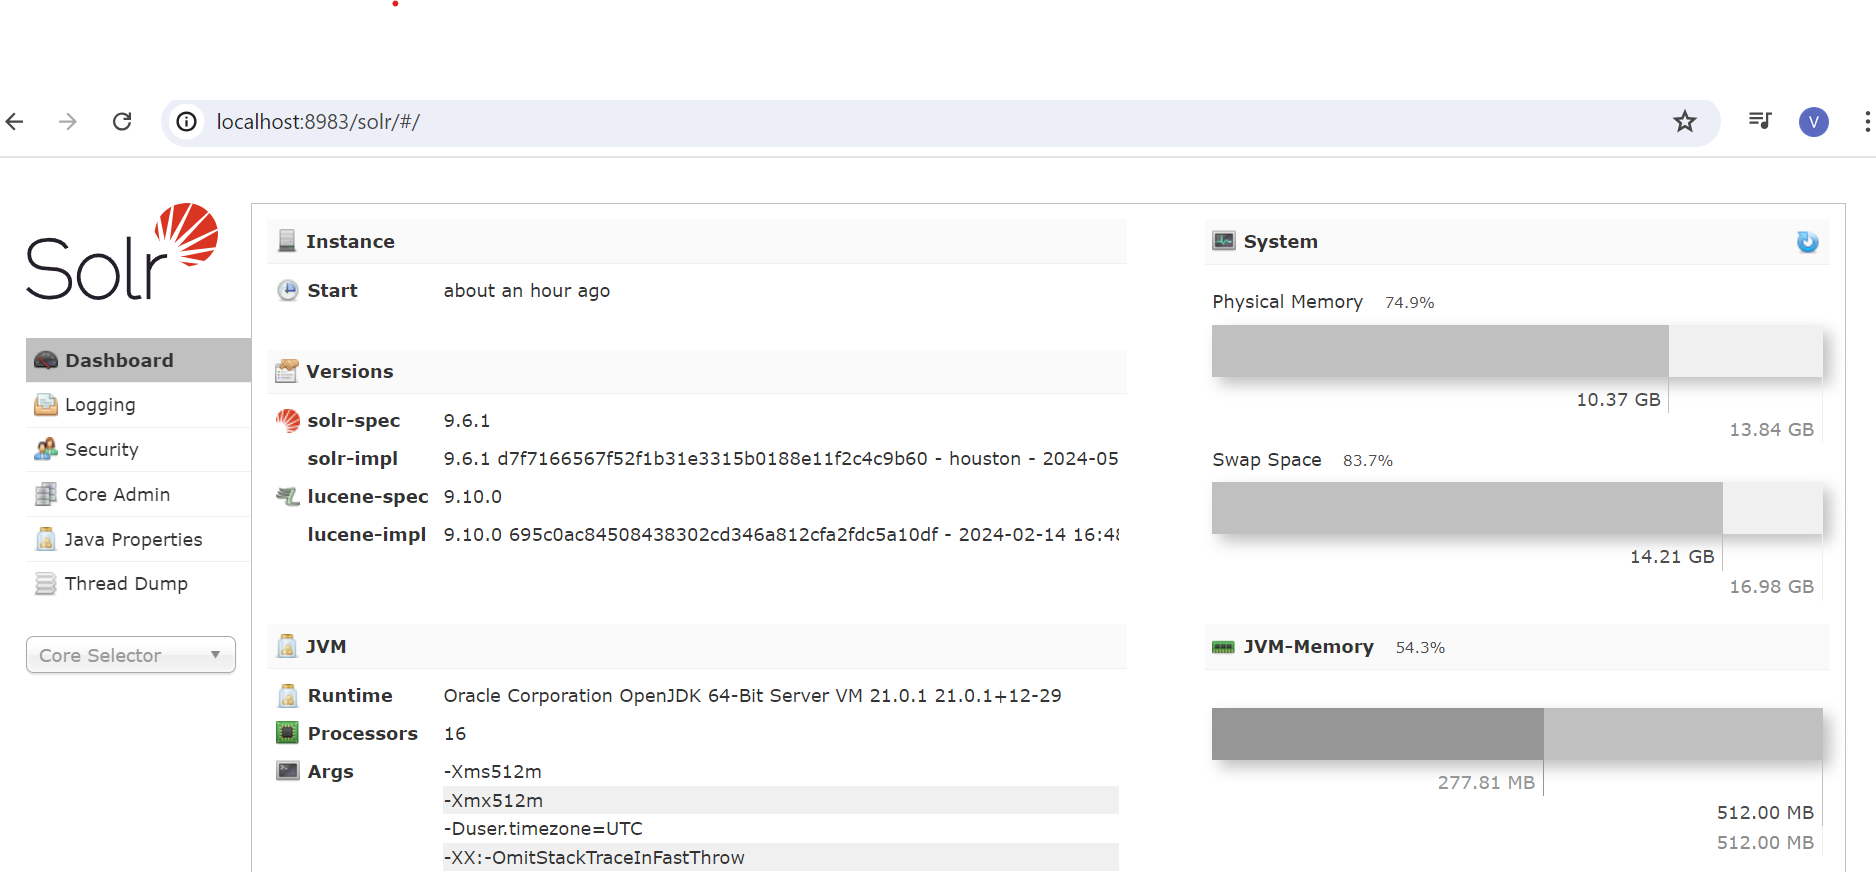 localhost:8983/solr/#/
V
Solr
Dashboard
Logging
Security
Core Admin
Java Properties
Thread Dump
Core Selector
Instance
Start about an hour ago
Versions
solr-spec 9.6.1
solr-impl 9.6.1 d7f7166567f52f1b31e3315b0188e11f2c4c9b60 - houston - 2024-05
lucene-spec 9.10.0
lucene-impl 9.10.0 695c0ac84508438302cd346a812cfa2fdc5a10df - 2024-02-14 16:48
JVM
Runtime Oracle Corporation OpenJDK 64-Bit Server VM 21.0.1 21.0.1+12-29
Processors 16
Args -Xms512m
-Xmx512m
-Duser.timezone=UTC
-XX:-OmitStackTraceInFastThrow
System
Physical Memory 74.9%
10.37 GB
13.84 GB
Swap Space 83.7%
14.21 GB
16.98 GB
JVM-Memory 54.3%
277.81 MB
512.00 MB
512.00 MB